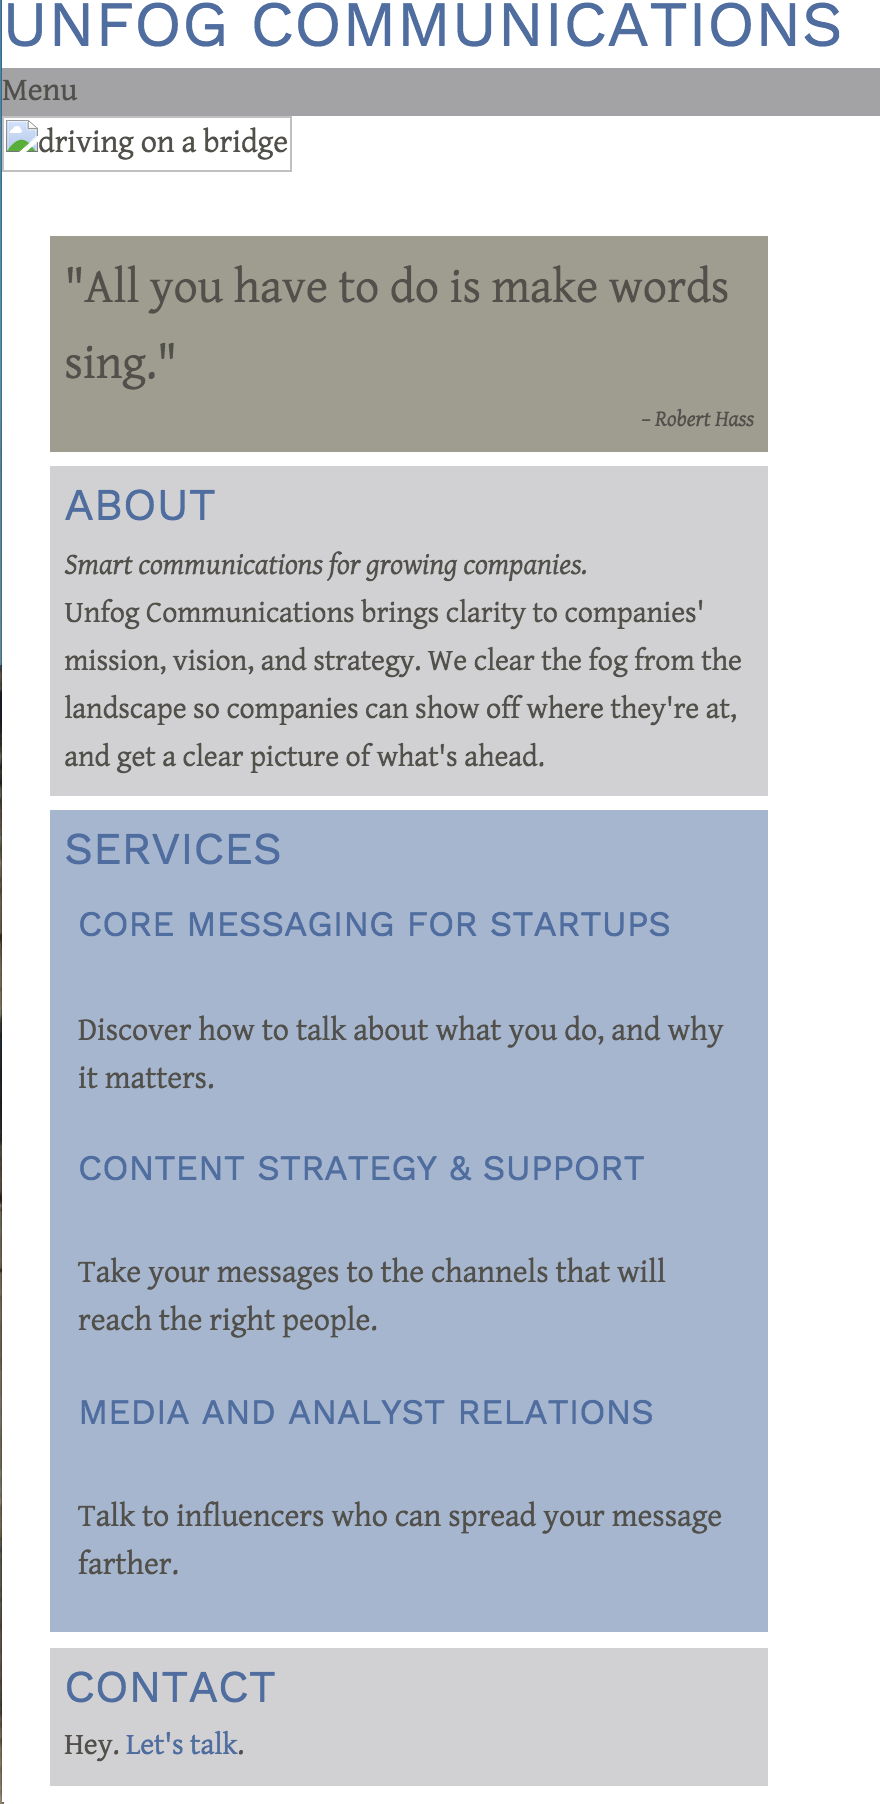 UNFOG COMMUNICATIONS
Menu
driving on a bridge
"All you have to do is make words
sing."
– Robert Hass
ABOUT
Smart communications for growing companies.
Unfog Communications brings clarity to companies'
mission, vision, and strategy. We clear the fog from the
landscape so companies can show off where they're at,
and get a clear picture of what's ahead.
SERVICES
CORE MESSAGING FOR STARTUPS
Discover how to talk about what you do, and why
it matters.
CONTENT STRATEGY & SUPPORT
Take your messages to the channels that will
reach the right people.
MEDIA AND ANALYST RELATIONS
Talk to influencers who can spread your message
farther.
CONTACT
Hey. Let's talk.